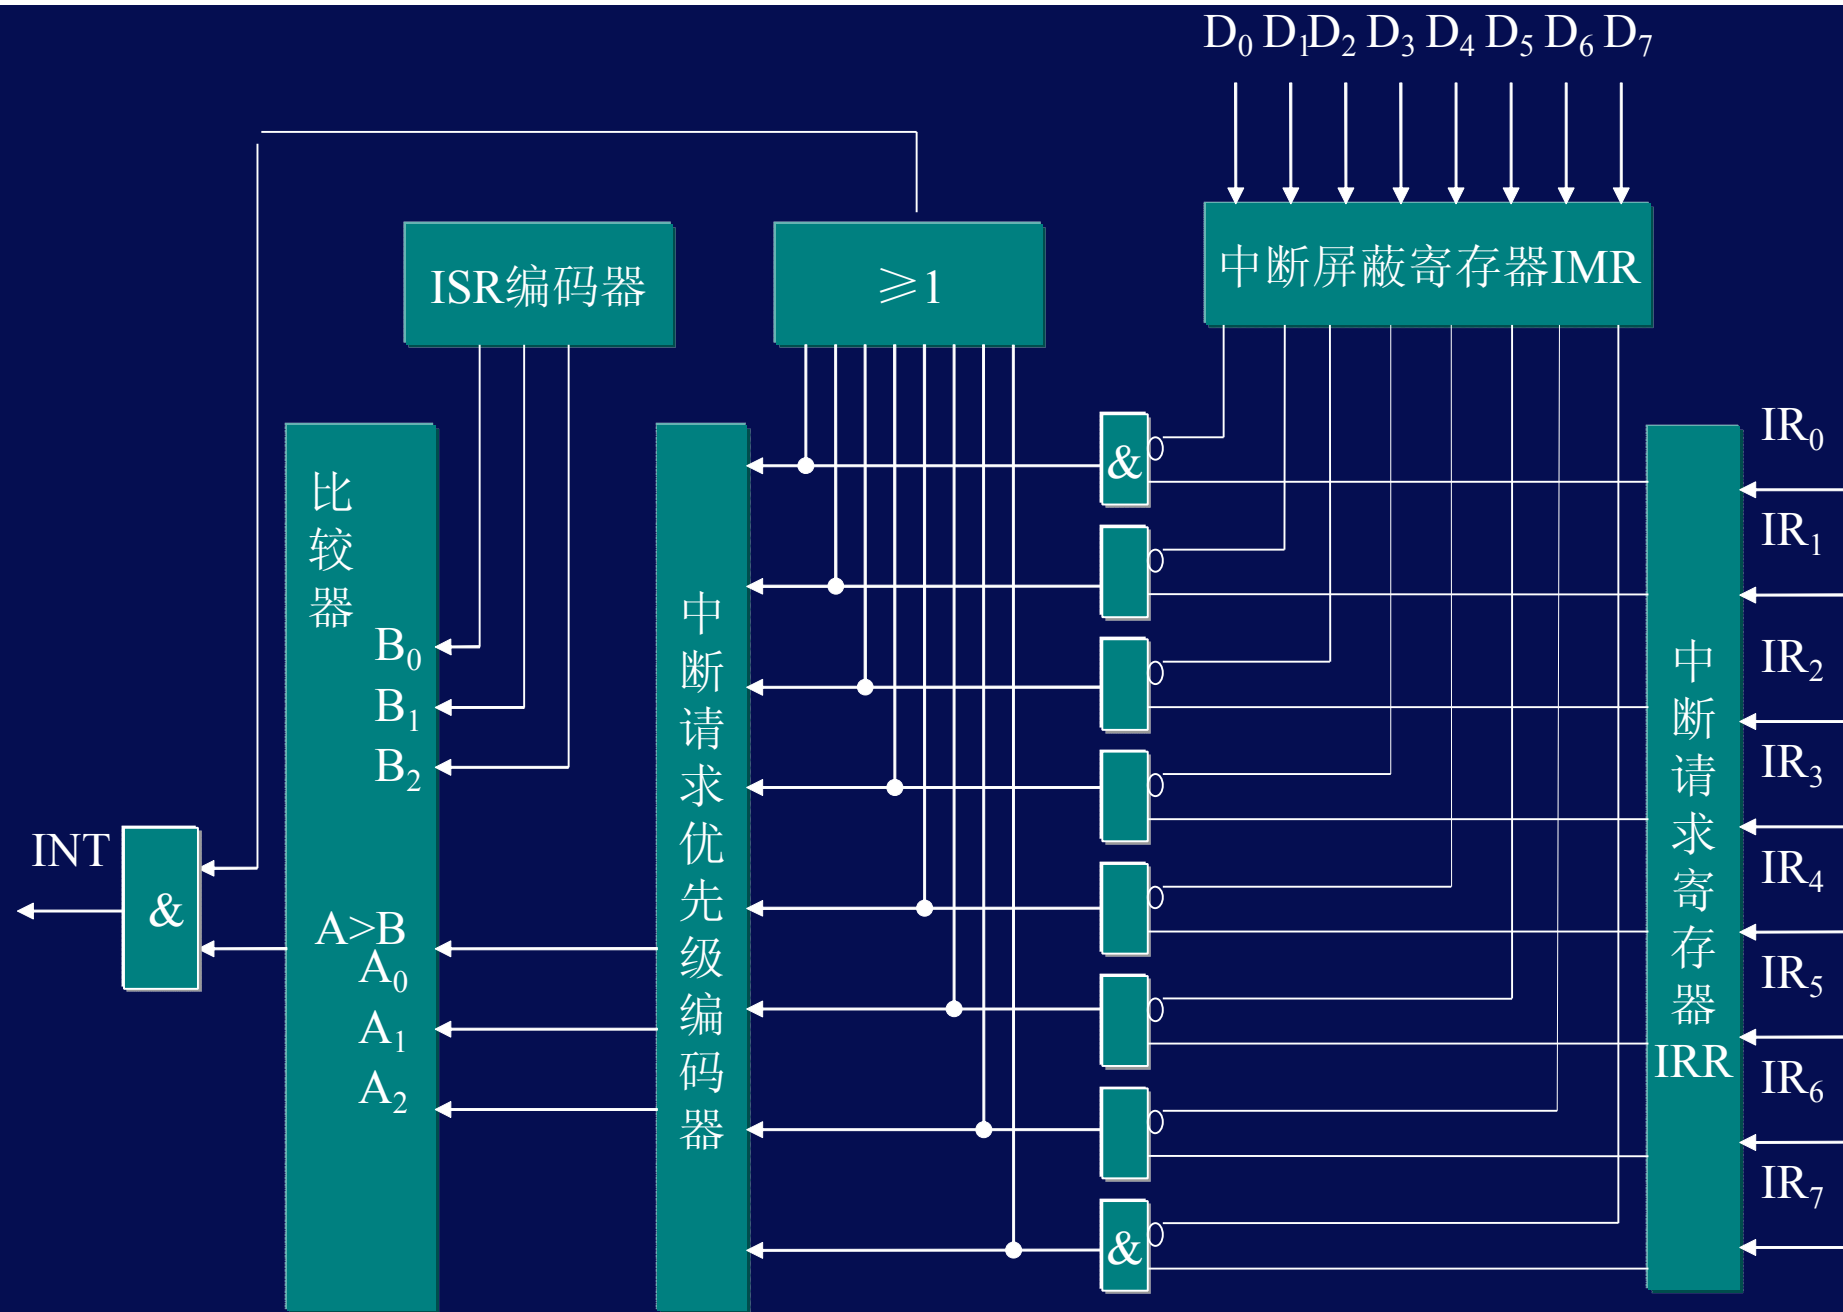 D₀ D₁ D₂ D₃ D₄ D₅ D₆ D₇
ISR编码器
≥1
中断屏蔽寄存器IMR
比较器
B₀
B₁
B₂
A>B
A₀
A₁
A₂
INT
&
中断请求优先级编码器
&
&
中断请求寄存器
IRR
IR₀
IR₁
IR₂
IR₃
IR₄
IR₅
IR₆
IR₇